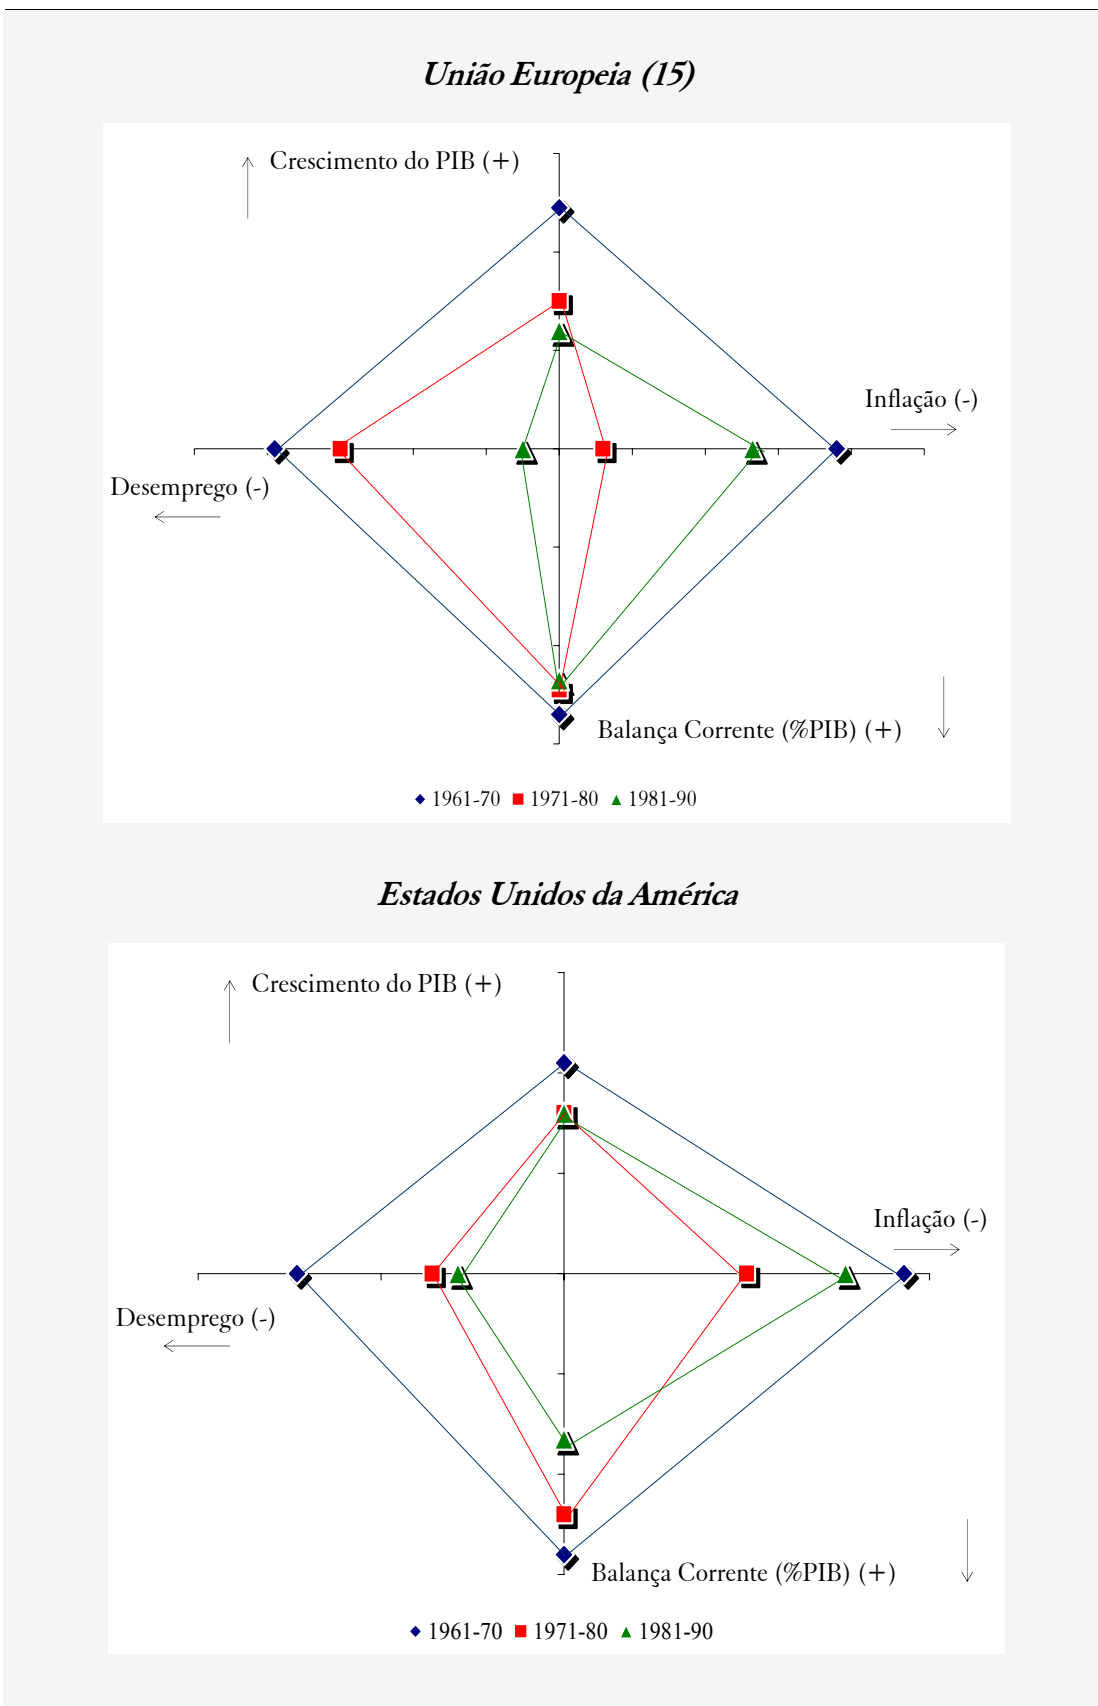 União Europeia (15)
Crescimento do PIB (+)
Inflação (-)
Desemprego (-)
Balança Corrente (%PIB) (+)
1961-70 1971-80 1981-90
Estados Unidos da América
Crescimento do PIB (+)
Inflação (-)
Desemprego (-)
Balança Corrente (%PIB) (+)
1961-70 1971-80 1981-90